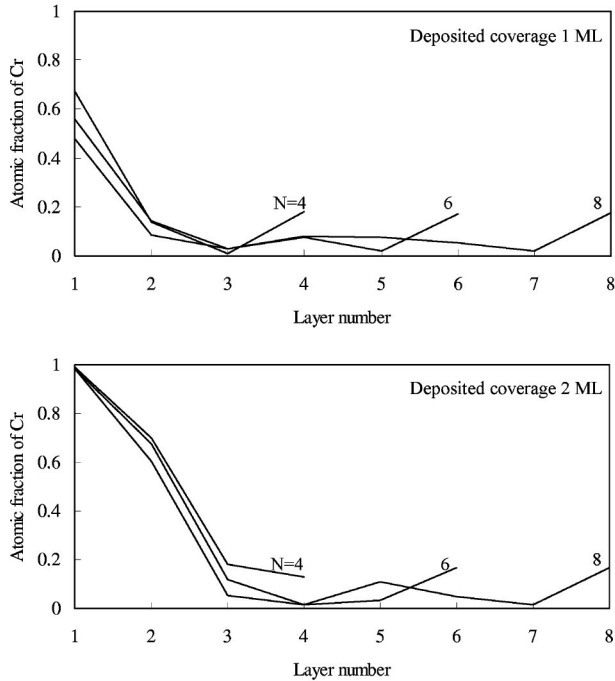 1
Deposited coverage 1 ML
0.8
0.6
0.4
0.2
0
Atomic fraction of Cr
N=4
6
8
1 2 3 4 5 6 7 8
Layer number
1
Deposited coverage 2 ML
0.8
0.6
0.4
0.2
0
Atomic fraction of Cr
N=4
6
8
1 2 3 4 5 6 7 8
Layer number